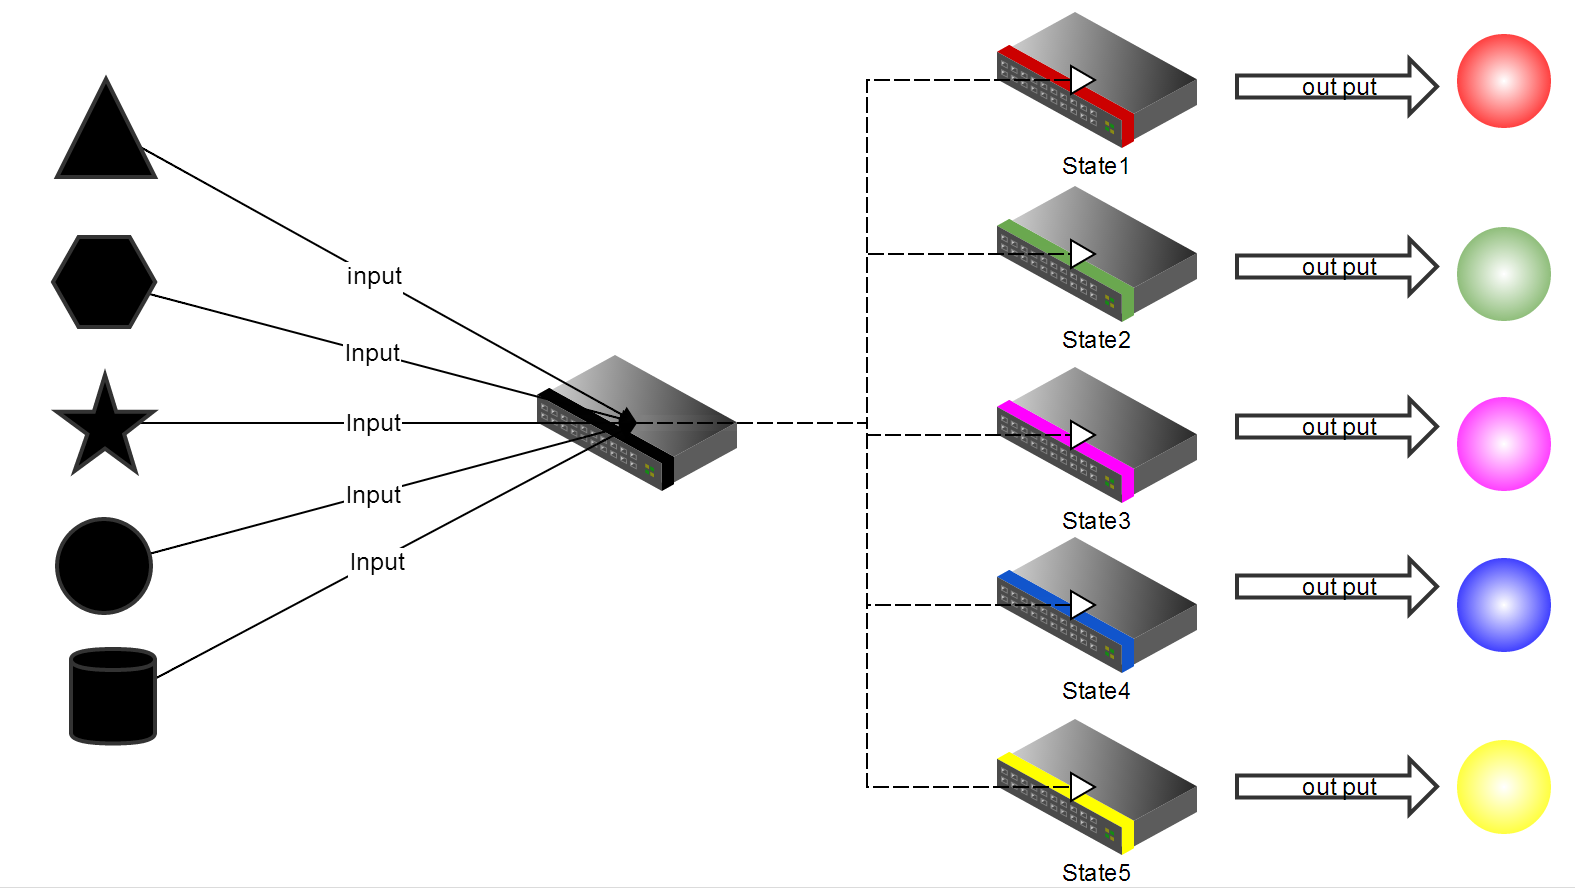 input
Input
Input
Input
Input
State1
State2
State3
State4
State5
out put
out put
out put
out put
out put